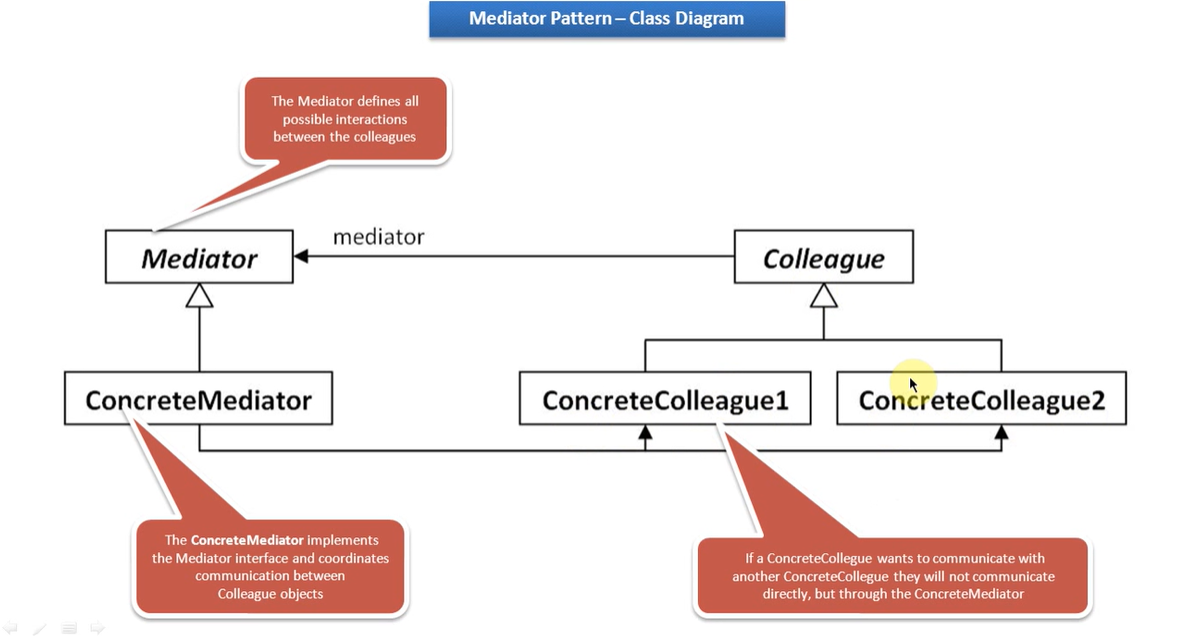 Mediator Pattern – Class Diagram
The Mediator defines all
possible interactions
between the colleagues
mediator
Mediator
Colleague
ConcreteMediator
ConcreteColleague1
ConcreteColleague2
The ConcreteMediator implements
the Mediator interface and coordinates
communication between
Colleague objects
If a ConcreteCollegue wants to communicate with
another ConcreteCollegue they will not communicate
directly, but through the ConcreteMediator